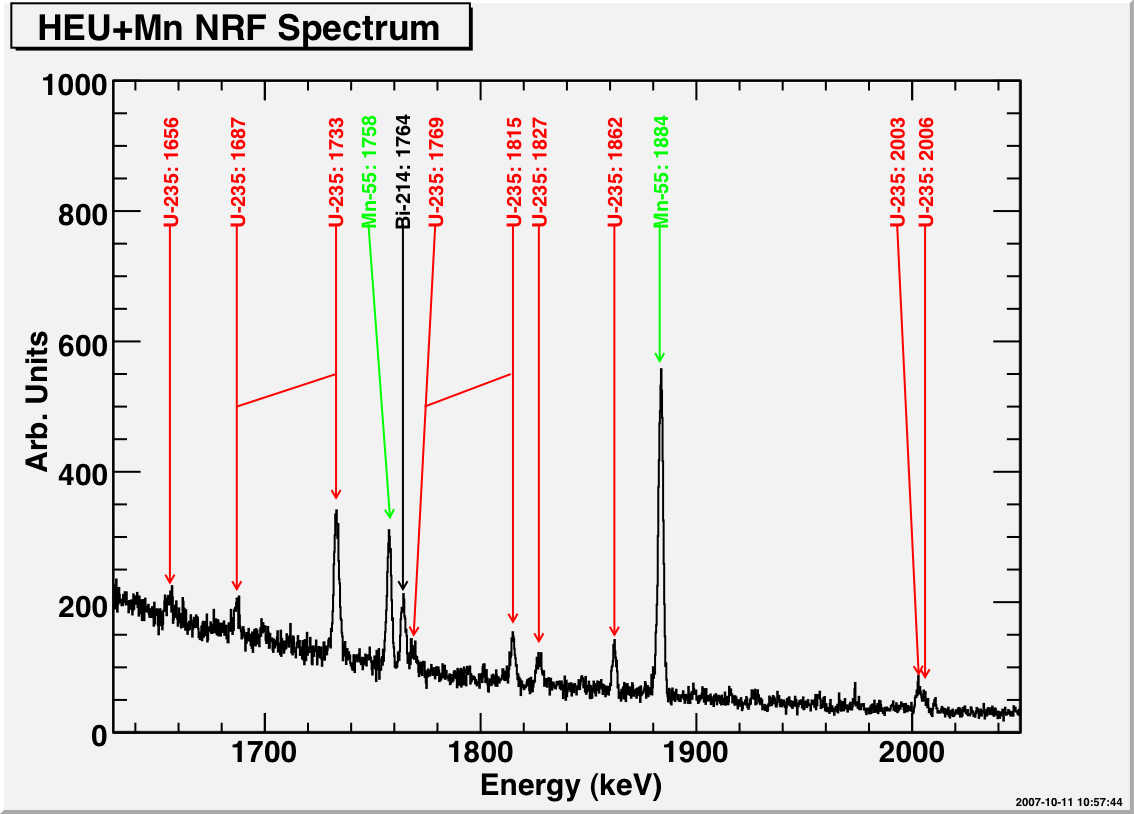 HEU+Mn NRF Spectrum
1000
800
600
400
200
0
Arb. Units
U-235: 1656
U-235: 1687
U-235: 1733
Mn-55: 1758
Bi-214: 1764
U-235: 1769
U-235: 1815
U-235: 1827
U-235: 1862
Mn-55: 1884
U-235: 2003
U-235: 2006
1700
1800
1900
2000
Energy (keV)
2007-10-11 10:57:44